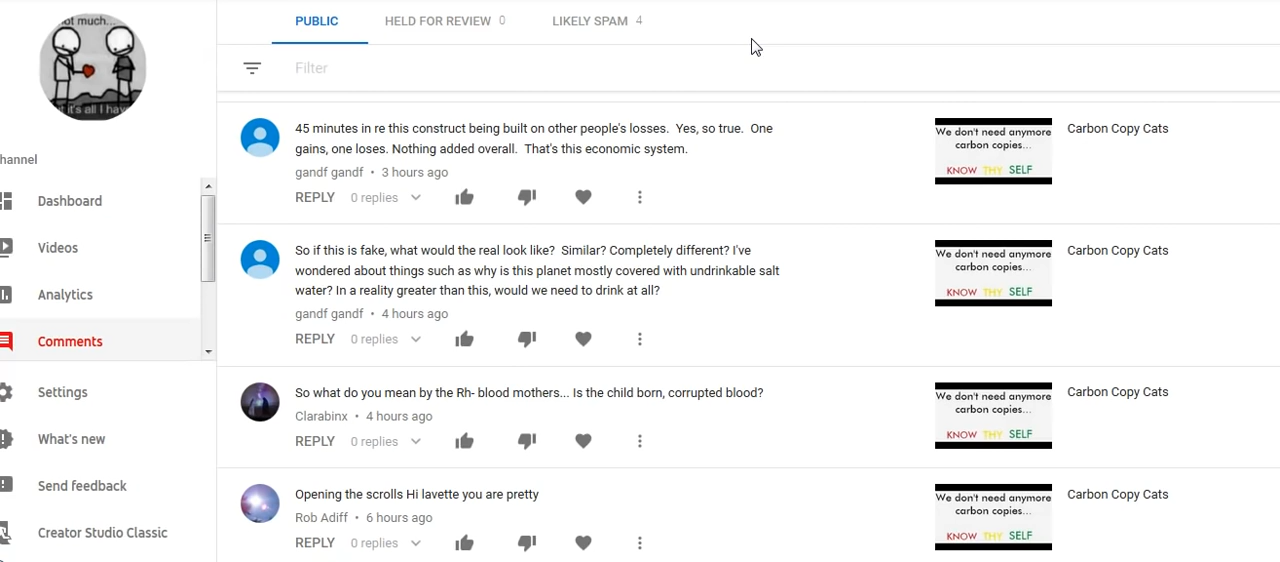 ot much...
it's all I hav
PUBLIC
HELD FOR REVIEW 0
LIKELY SPAM 4
Filter
hannel
Dashboard
Videos
Analytics
Comments
Settings
What's new
Send feedback
Creator Studio Classic
45 minutes in re this construct being built on other people's losses.  Yes, so true.  One
gains, one loses. Nothing added overall.  That's this economic system.
gandf gandf • 3 hours ago
REPLY 0 replies
We don't need anymore
carbon copies...
KNOW THY SELF
Carbon Copy Cats
So if this is fake, what would the real look like?  Similar? Completely different? I've
wondered about things such as why is this planet mostly covered with undrinkable salt
water? In a reality greater than this, would we need to drink at all?
gandf gandf • 4 hours ago
REPLY 0 replies
We don't need anymore
carbon copies...
KNOW THY SELF
Carbon Copy Cats
So what do you mean by the Rh- blood mothers... Is the child born, corrupted blood?
Clarabinx • 4 hours ago
REPLY 0 replies
We don't need anymore
carbon copies...
KNOW THY SELF
Carbon Copy Cats
Opening the scrolls Hi lavette you are pretty
Rob Adiff • 6 hours ago
REPLY 0 replies
We don't need anymore
carbon copies...
KNOW THY SELF
Carbon Copy Cats